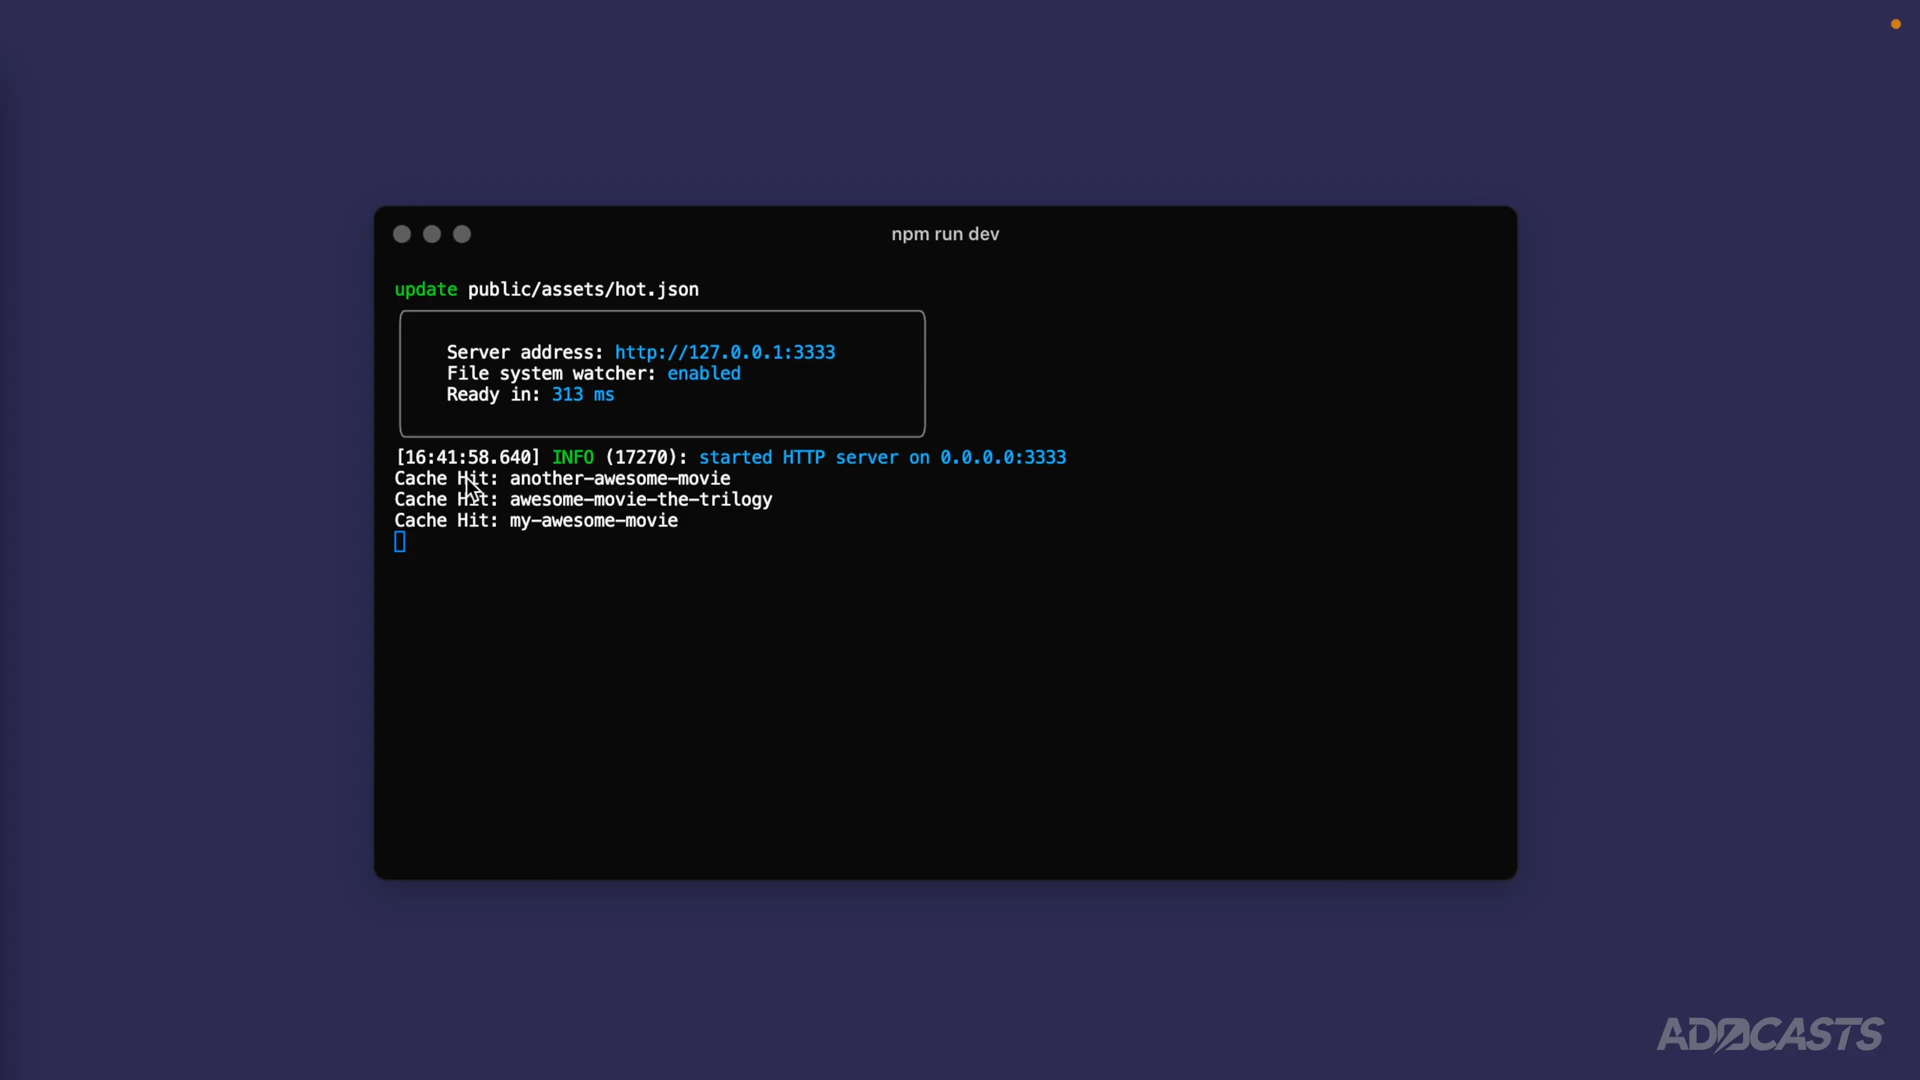 npm run dev
update public/assets/hot.json
Server address: http://127.0.0.1:3333
File system watcher: enabled
Ready in: 313 ms
[16:41:58.640] INFO (17270): started HTTP server on 0.0.0.0:3333
Cache Hit: another-awesome-movie
Cache Hit: awesome-movie-the-trilogy
Cache Hit: my-awesome-movie
ADOCASTS